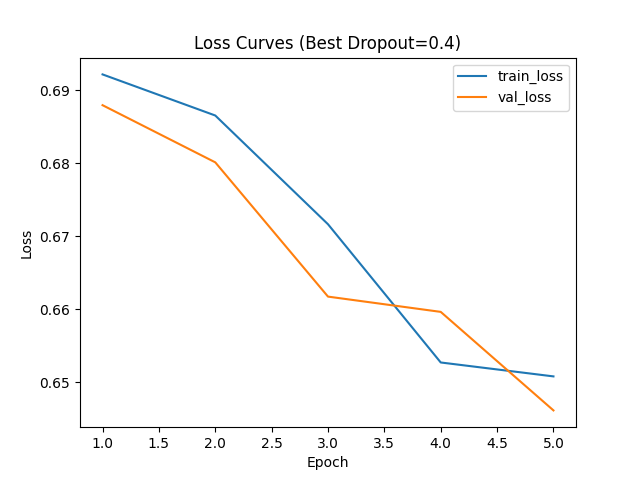 Loss Curves (Best Dropout=0.4)
train_loss
val_loss
0.69
0.68
0.67
0.66
0.65
Loss
1.0 1.5 2.0 2.5 3.0 3.5 4.0 4.5 5.0
Epoch